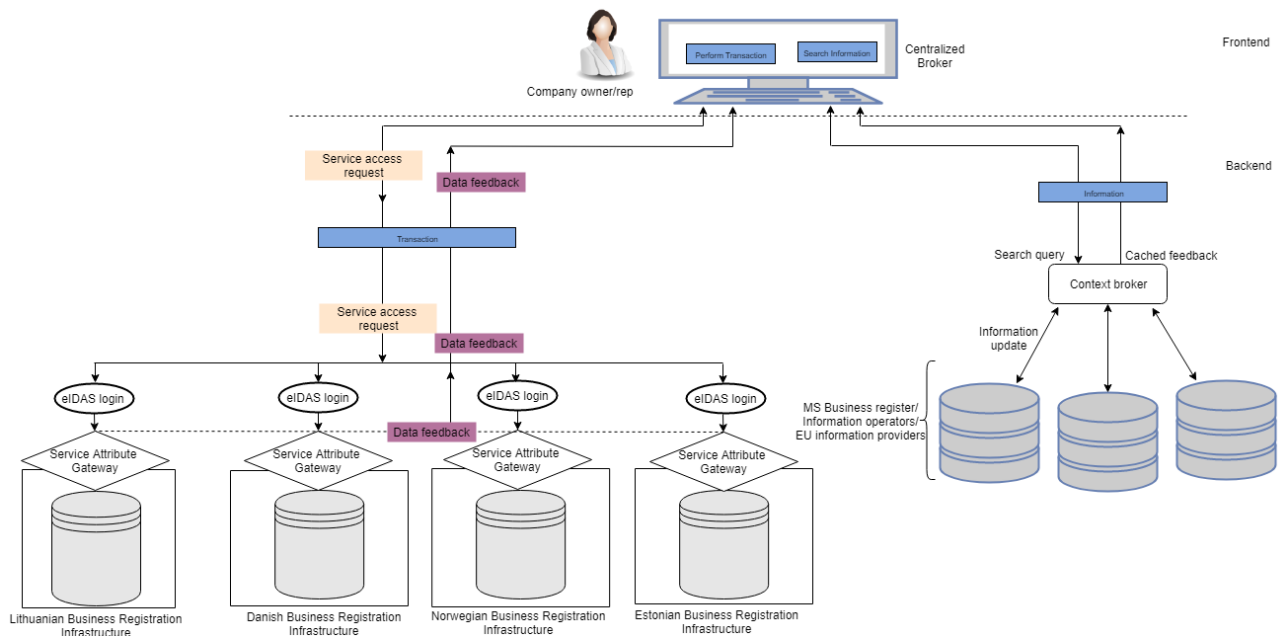 Frontend
Perform Transaction
Search Information
Centralized
Broker
Company owner/rep
Backend
Service access
request
Data feedback
Information
Transaction
Search query
Cached feedback
Context broker
Service access
request
Data feedback
Information
update
eIDAS login
eIDAS login
eIDAS login
eIDAS login
MS Business register/
Information operators/
EU information providers
Data feedback
Service Attribute
Gateway
Service Attribute
Gateway
Service Attribute
Gateway
Service Attribute
Gateway
Lithuanian Business Registration
Infrastructure
Danish Business Registration
Infrastructure
Norwegian Business Registration
Infrastructure
Estonian Business Registration
Infrastructure